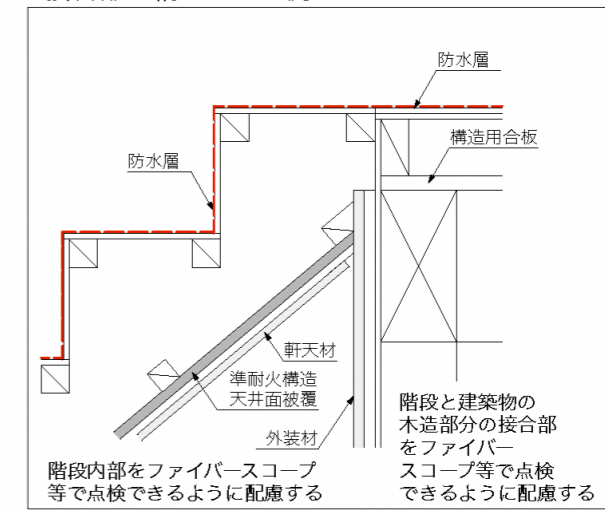 防水層
構造用合板
防水層
軒天材
準耐火構造
天井面被覆
外装材
階段内部をファイバースコープ
等で点検できるように配慮する
階段と建築物の
木造部分の接合部
をファイバー
スコープ等で点検
できるように配慮する